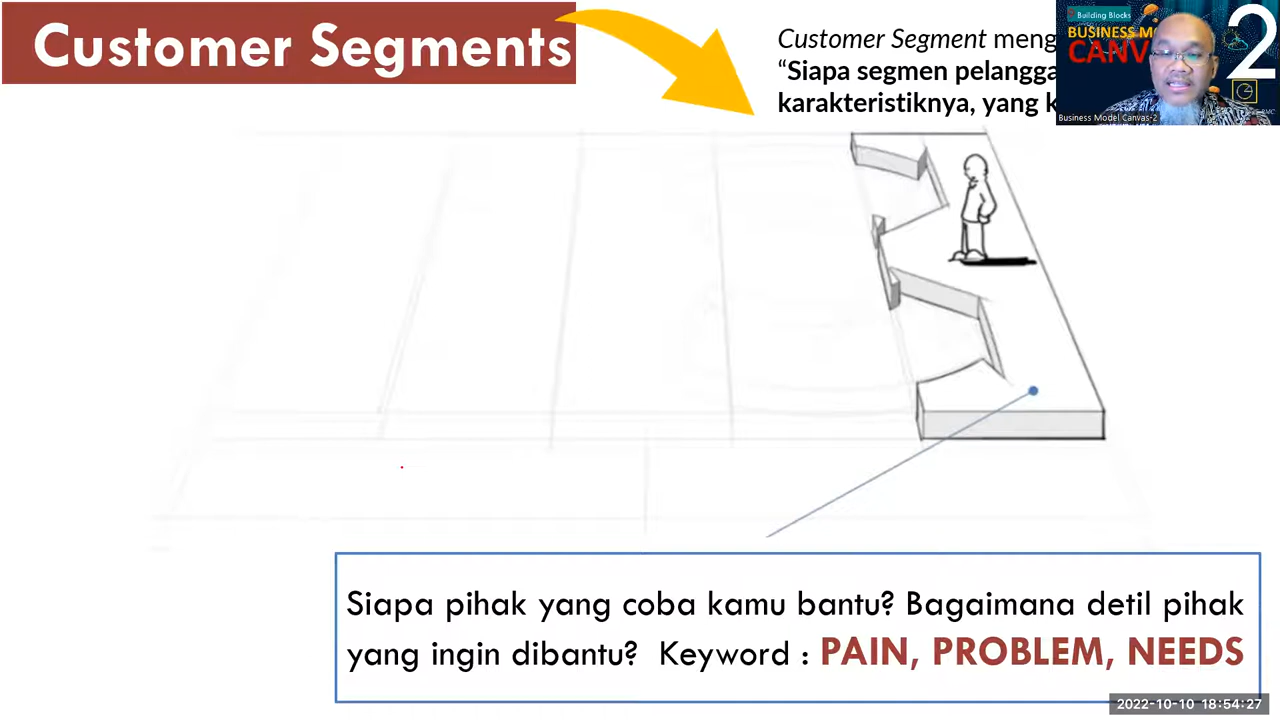 Customer Segments
Customer Segment meng
“Siapa segmen pelangga
karakteristiknya, yang k
Building Blocks
BUSINESS M
CANV
2
BMC
Business Model Canvas-2
Siapa pihak yang coba kamu bantu? Bagaimana detil pihak
yang ingin dibantu? Keyword : PAIN, PROBLEM, NEEDS
2022-10-10 18:54:27